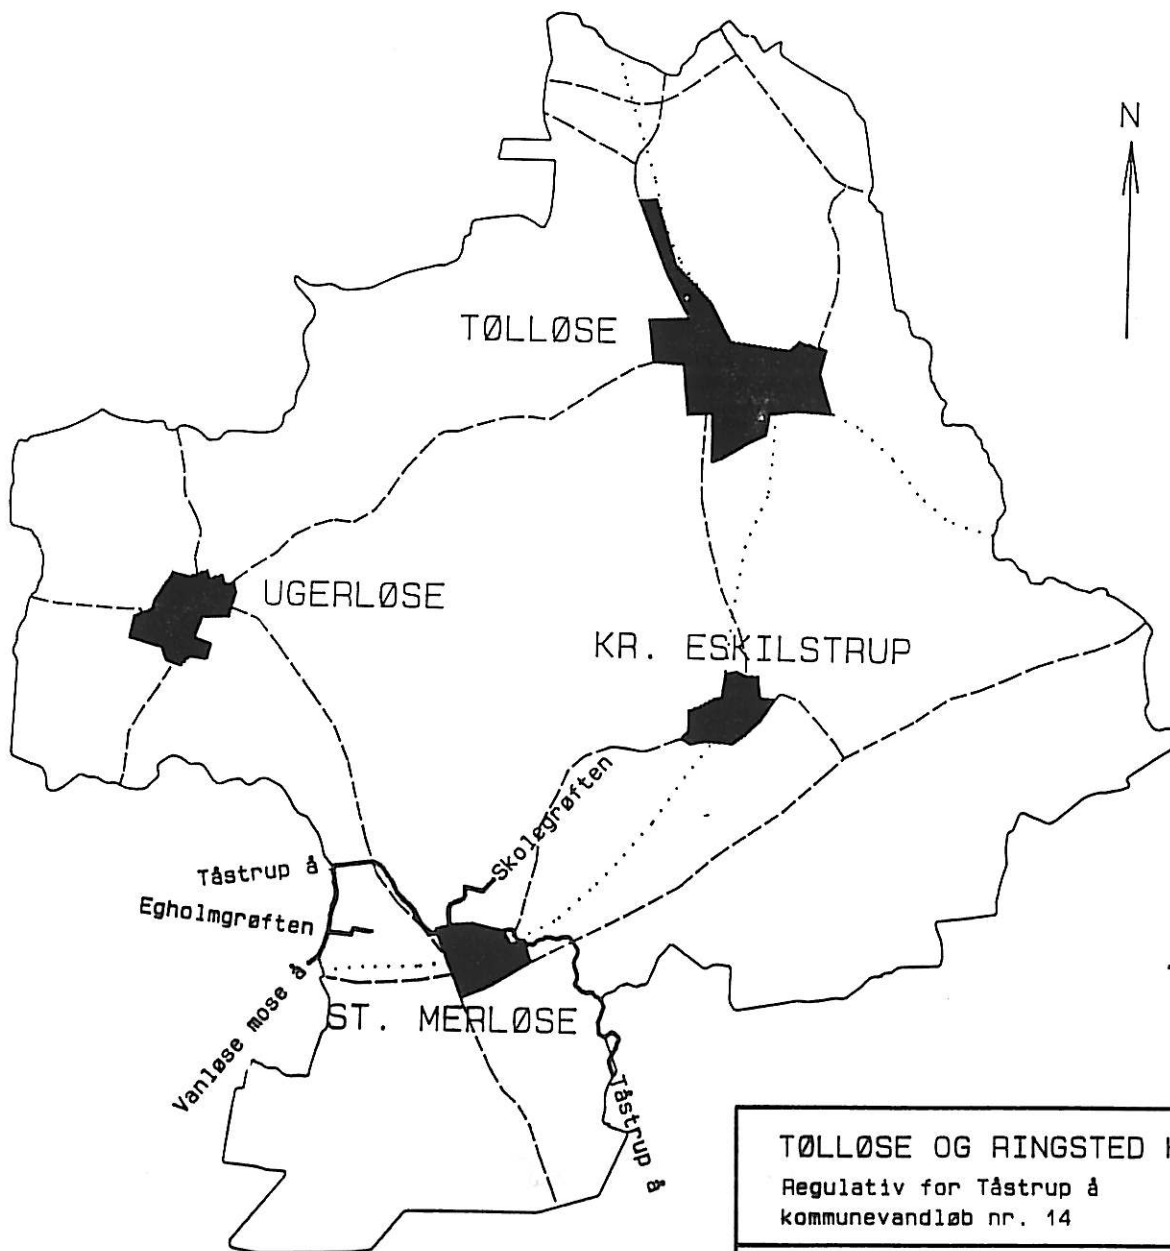 N
TØLLØSE
UGERLØSE
KR. ESKILSTRUP
Skolegrøften
Tåstrup å
Egholmgrøften
Vanløse mose å
ST. MERLØSE
Tåstrup å
TØLLØSE OG RINGSTED
Regulativ for Tåstrup å
kommunevandløb nr. 14